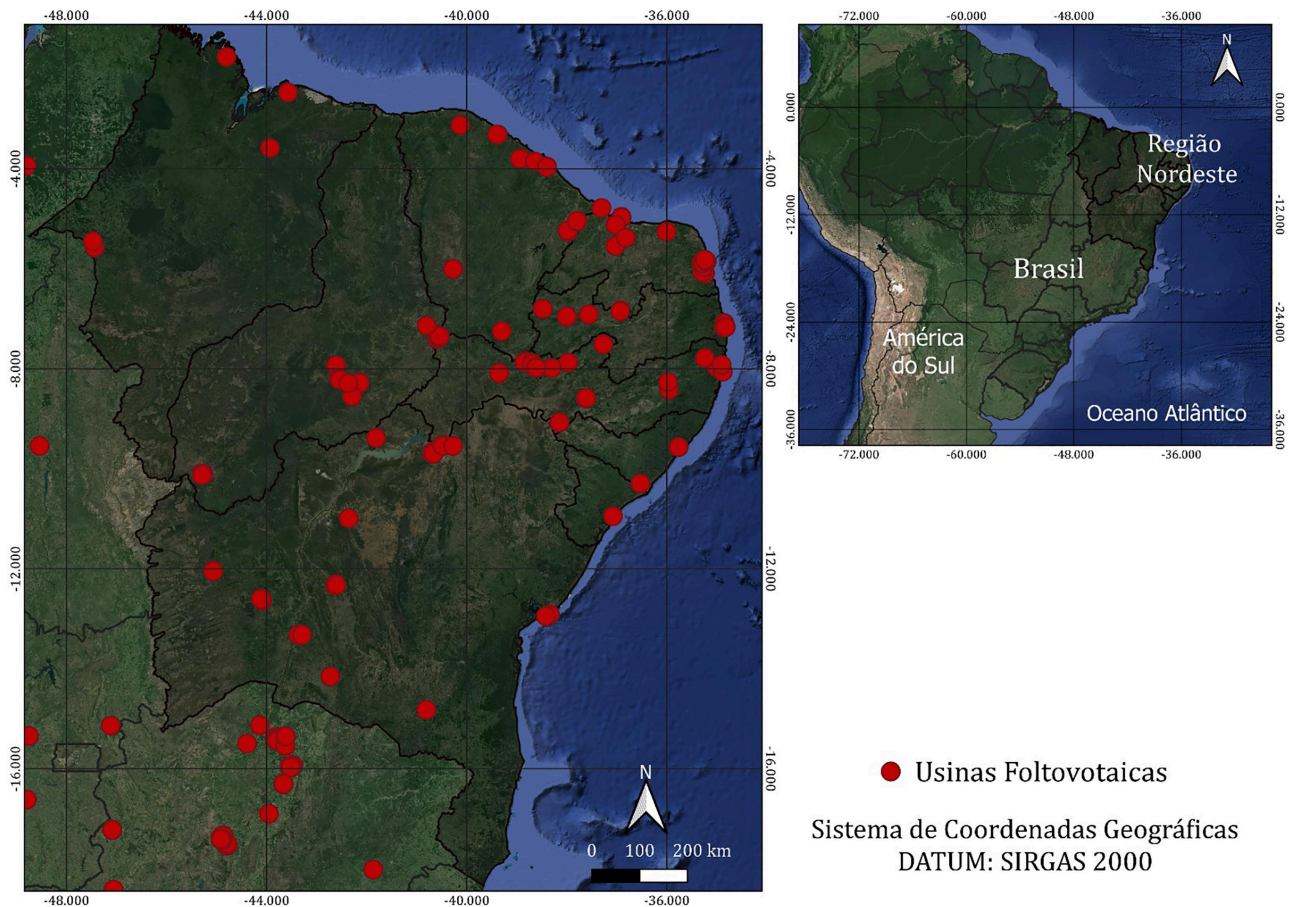 -48.000 -44.000 -40.000 -36.000
-4.000 -4.000
-8.000 -8.000
-12.000 -12.000
-16.000 -16.000
N
0 100 200 km
-48.000 -44.000 -40.000 -36.000
-72.000 -60.000 -48.000 -36.000
N
0.000 0.000
Região
Nordeste
-12.000 -12.000
Brasil
-24.000 -24.000
América
do Sul
Oceano Atlântico
-36.000 -36.000
-72.000 -60.000 -48.000 -36.000
Usinas Foltovotaicas
Sistema de Coordenadas Geográficas
DATUM: SIRGAS 2000